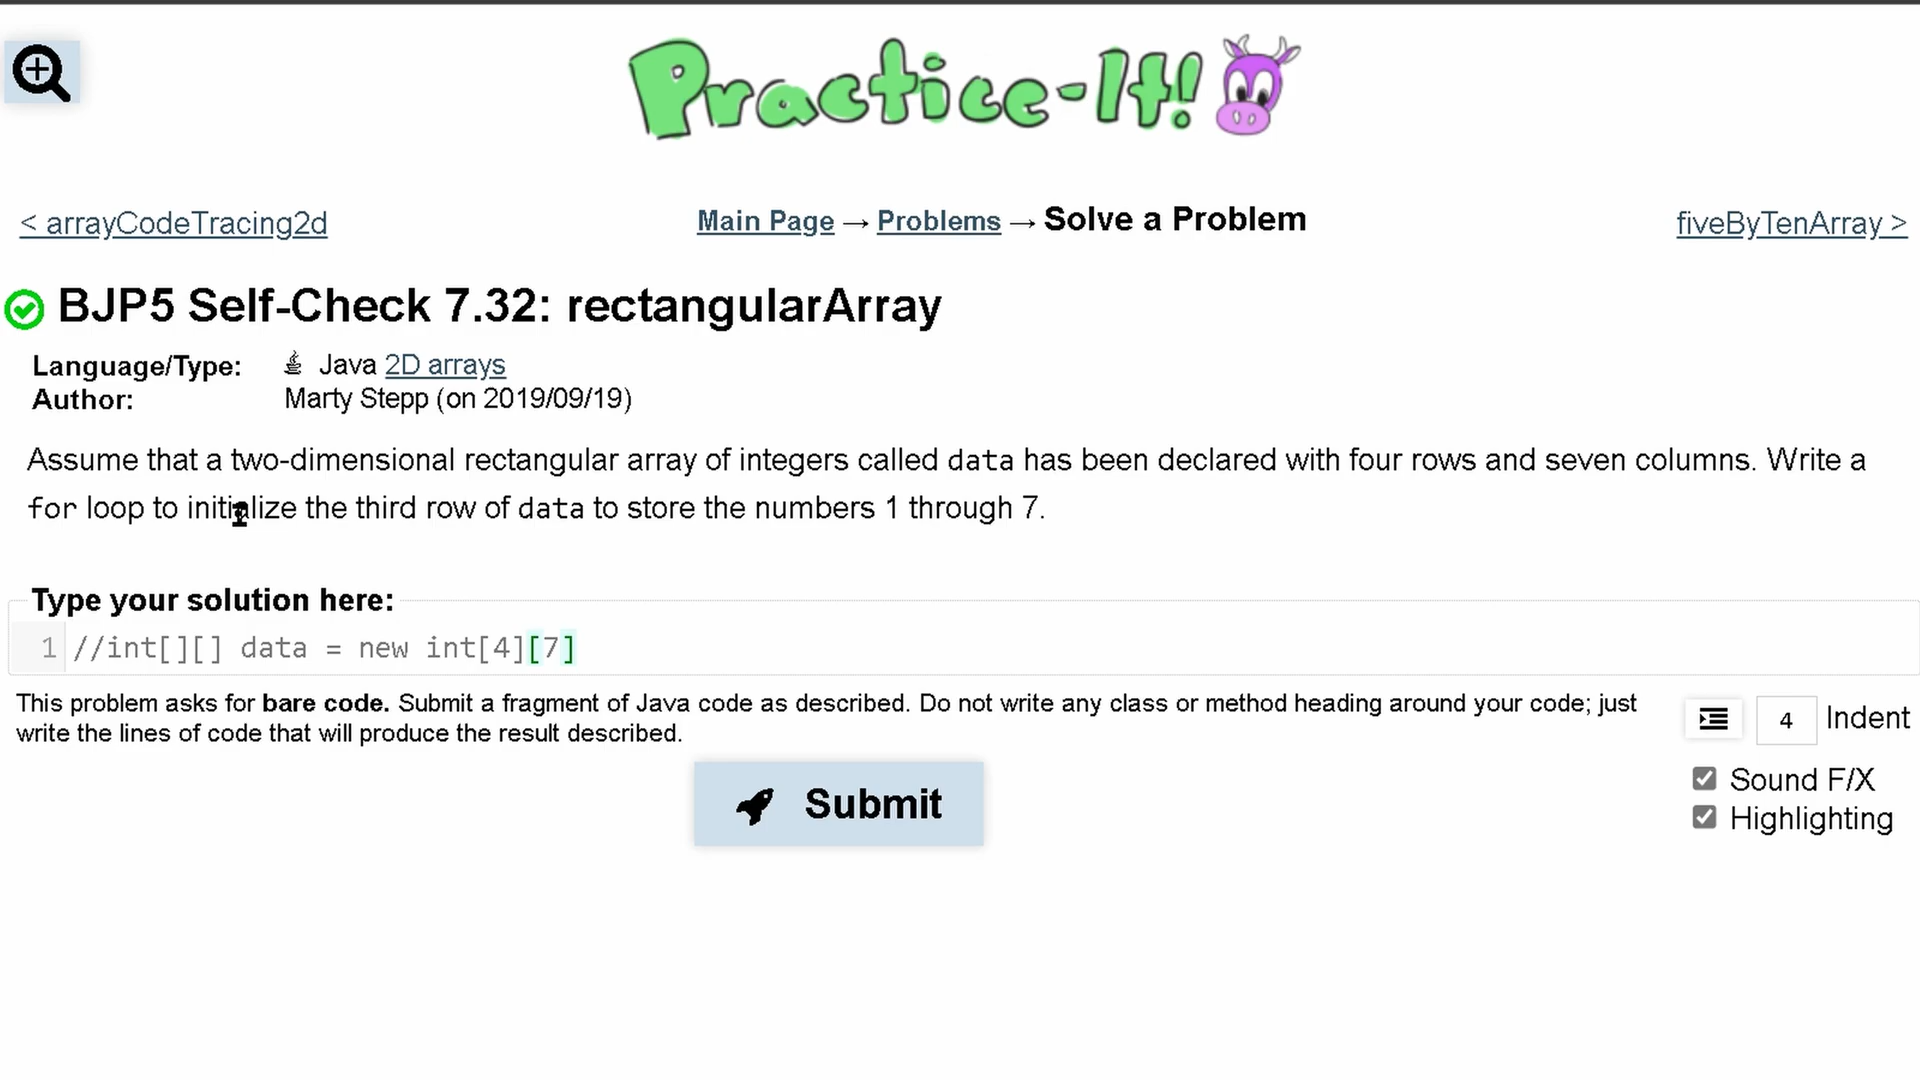 Practice-It!
< arrayCodeTracing2d
Main Page → Problems → Solve a Problem
fiveByTenArray >
BJP5 Self-Check 7.32: rectangularArray
Language/Type: Java 2D arrays
Author: Marty Stepp (on 2019/09/19)
Assume that a two-dimensional rectangular array of integers called data has been declared with four rows and seven columns. Write a
for loop to initialize the third row of data to store the numbers 1 through 7.
Type your solution here:
1 //int[][] data = new int[4][7]
This problem asks for bare code. Submit a fragment of Java code as described. Do not write any class or method heading around your code; just
write the lines of code that will produce the result described.
4 Indent
Sound F/X
Highlighting
Submit